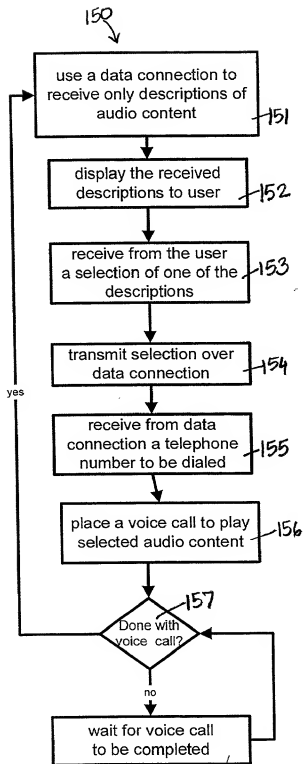 150
use a data connection to
receive only descriptions of
audio content
151
display the received
descriptions to user
152
receive from the user
a selection of one of the
descriptions
153
transmit selection over
data connection
154
receive from data
connection a telephone
number to be dialed
155
place a voice call to play
selected audio content
156
157
Done with
voice call?
yes
no
wait for voice call
to be completed